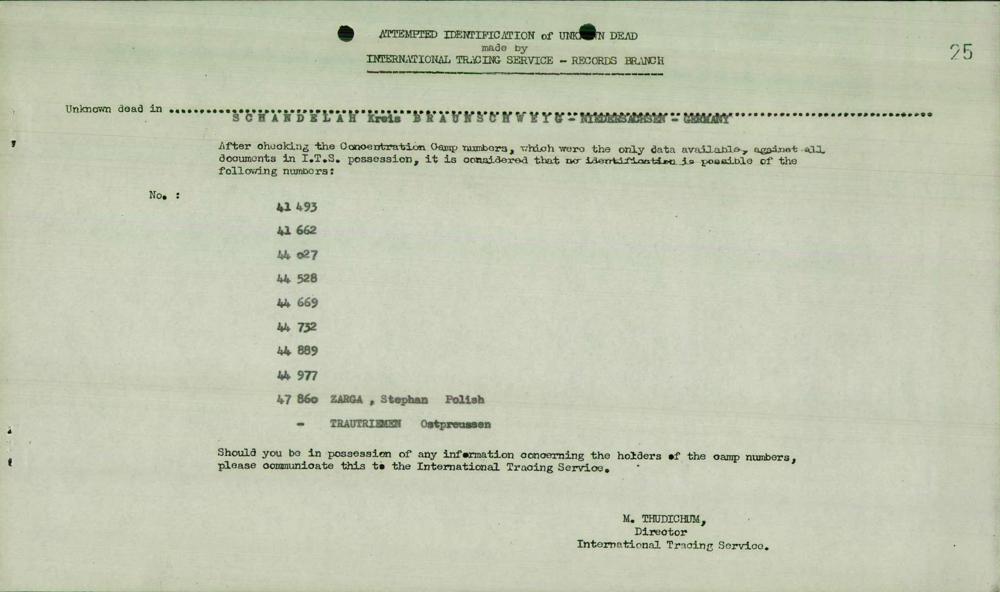 ATTEMPTED IDENTIFICATION of UNKNOWN DEAD
made by
INTERNATIONAL TRACING SERVICE - RECORDS BRANCH
25
Unknown dead in ........................................
SCHANDELAH Kreis BRAUNSCHWEIG - NIEDERSACHSEN - GERMANY
After checking the Concentration Camp numbers, which were the only data available, against all
documents in I.T.S. possession, it is considered that no identification is possible of the
following numbers:
No. :
41 493
41 662
44 027
44 528
44 669
44 732
44 889
44 977
47 860 ZARGA , Stephan Polish
- TRAUTRIEMEN Ostpreussen
Should you be in possession of any information concerning the holders of the camp numbers,
please communicate this to the International Tracing Service.
M. THUDICHUM,
Director
International Tracing Service.